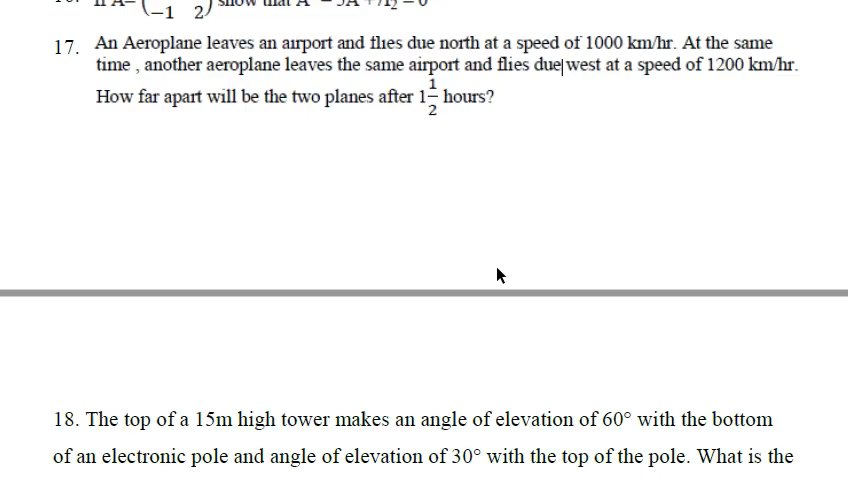 17. An Aeroplane leaves an airport and flies due north at a speed of 1000 km/hr. At the same
time , another aeroplane leaves the same airport and flies due west at a speed of 1200 km/hr.
How far apart will be the two planes after 1 1/2 hours?
18. The top of a 15m high tower makes an angle of elevation of 60° with the bottom
of an electronic pole and angle of elevation of 30° with the top of the pole. What is the